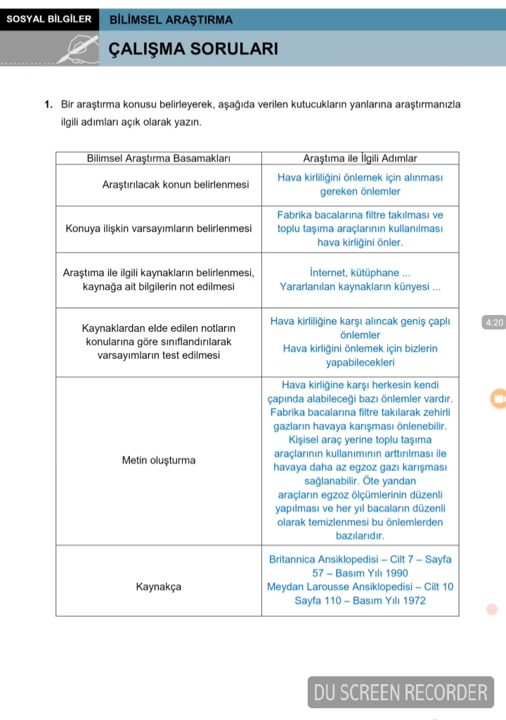 SOSYAL BİLGİLER
BİLİMSEL ARAŞTIRMA
ÇALIŞMA SORULARI
1. Bir araştırma konusu belirleyerek, aşağıda verilen kutucukların yanlarına araştırmanızla
ilgili adımları açık olarak yazın.
Bilimsel Araştırma Basamakları
Araştıma ile İlgili Adımlar
Araştırılacak konun belirlenmesi
Hava kirliliğini önlemek için alınması
gereken önlemler
Konuya ilişkin varsayımların belirlenmesi
Fabrika bacalarına filtre takılması ve
toplu taşıma araçlarının kullanılması
hava kirliğini önler.
Araştıma ile ilgili kaynakların belirlenmesi,
kaynağa ait bilgilerin not edilmesi
İnternet, kütüphane ...
Yararlanılan kaynakların künyesi ...
Kaynaklardan elde edilen notların
konularına göre sınıflandırılarak
varsayımların test edilmesi
Hava kirliliğine karşı alıncak geniş çaplı
önlemler
Hava kirliğini önlemek için bizlerin
yapabilecekleri
Metin oluşturma
Hava kirliğine karşı herkesin kendi
çapında alabileceği bazı önlemler vardır.
Fabrika bacalarına filtre takılarak zehirli
gazların havaya karışması önlenebilir.
Kişisel araç yerine toplu taşıma
araçlarının kullanımının arttırılması ile
havaya daha az egzoz gazı karışması
sağlanabilir. Öte yandan
araçların egzoz ölçümlerinin düzenli
yapılması ve her yıl bacaların düzenli
olarak temizlenmesi bu önlemlerden
bazılarıdır.
Kaynakça
Britannica Ansiklopedisi – Cilt 7 – Sayfa
57 – Basım Yılı 1990
Meydan Larousse Ansiklopedisi – Cilt 10
Sayfa 110 – Basım Yılı 1972
4:20
DU SCREEN RECORDER